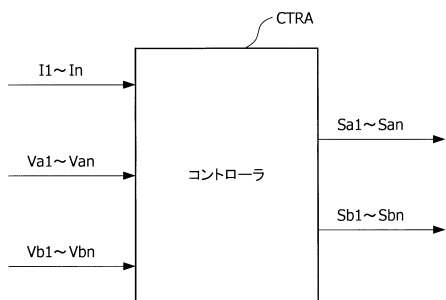 CTRA
I1～In
Sa1～San
Va1～Van
コントローラ
Sb1～Sbn
Vb1～Vbn